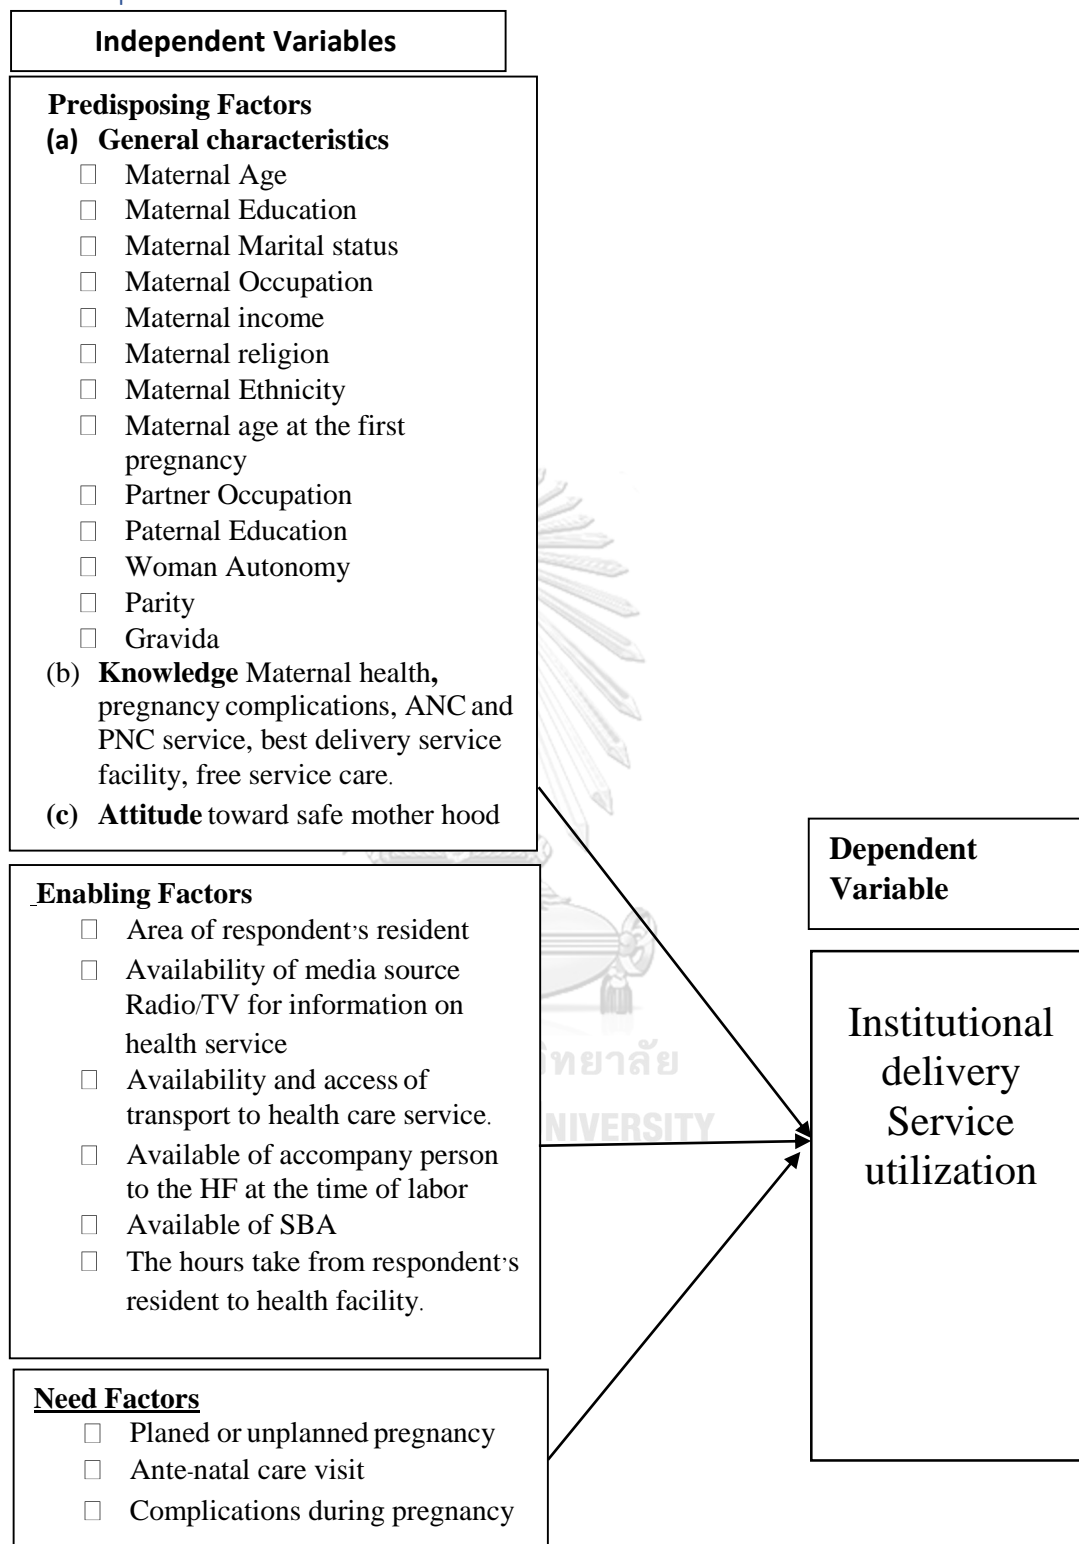 Independent Variables
Predisposing Factors
(a) General characteristics
□ Maternal Age
□ Maternal Education
□ Maternal Marital status
□ Maternal Occupation
□ Maternal income
□ Maternal religion
□ Maternal Ethnicity
□ Maternal age at the first
pregnancy
□ Partner Occupation
□ Paternal Education
□ Woman Autonomy
□ Parity
□ Gravida
(b) Knowledge Maternal health,
pregnancy complications, ANC and
PNC service, best delivery service
facility, free service care.
(c) Attitude toward safe mother hood
Enabling Factors
□ Area of respondent's resident
□ Availability of media source
Radio/TV for information on
health service
□ Availability and access of
transport to health care service.
□ Available of accompany person
to the HF at the time of labor
□ Available of SBA
□ The hours take from respondent's
resident to health facility.
Need Factors
□ Planed or unplanned pregnancy
□ Ante-natal care visit
□ Complications during pregnancy
Dependent
Variable
Institutional
delivery
Service
utilization
ิทยาลัย
NIVERSITY